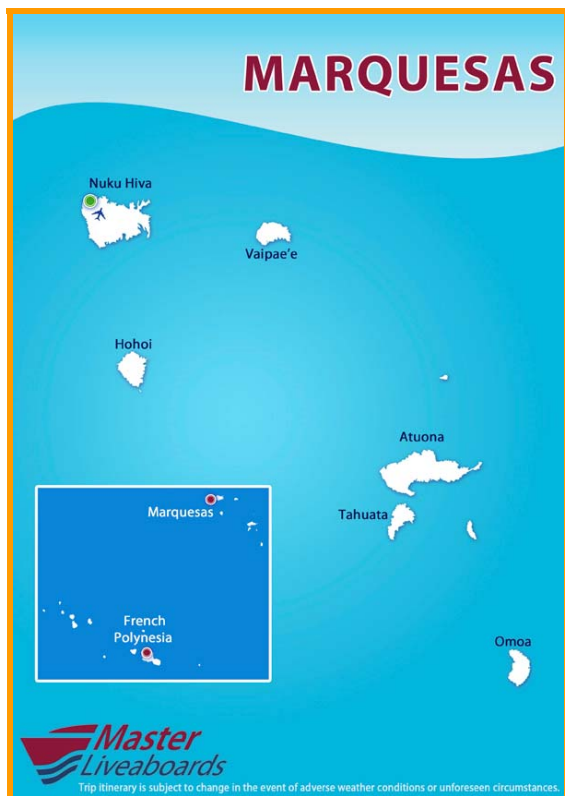 MARQUESAS
Nuku Hiva
Vaipae'e
Hohoi
Atuona
Tahuata
Marquesas
French
Polynesia
Omoa
Master
Liveaboards
Trip itinerary is subject to change in the event of adverse weather conditions or unforeseen circumstances.